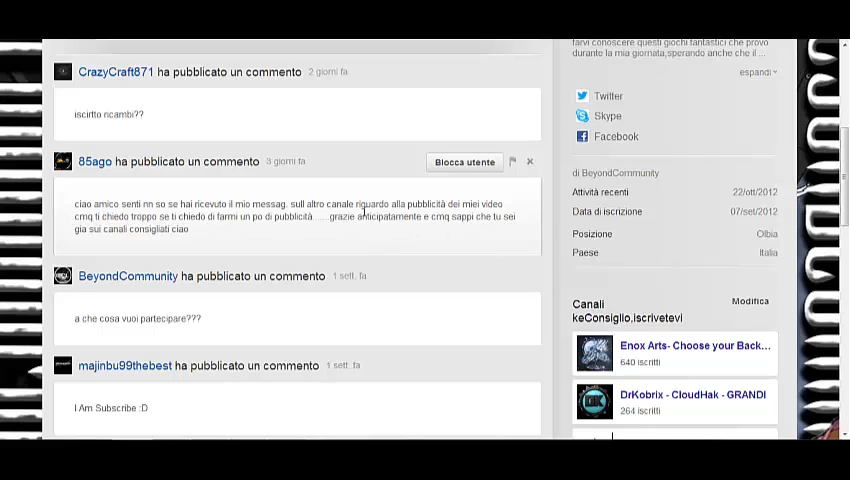 CrazyCraft871 ha pubblicato un commento 2 giorni fa
iscirtto ricambi??
85ago ha pubblicato un commento 3 giorni fa Blocca utente
ciao amico senti nn so se hai ricevuto il mio messag. sull altro canale riguardo alla pubblicità dei miei video
cmq ti chiedo troppo se ti chiedo di farmi un po di pubblicità.......grazie anticipatamente e cmq sappi che tu sei
gia sui canali consigliati ciao
BeyondCommunity ha pubblicato un commento 1 sett. fa
a che cosa vuoi partecipare???
majinbu99thebest ha pubblicato un commento 1 sett. fa
I Am Subscribe :D
farvi conoscere questi giochi fantastici che provo
durante la mia giornata,sperando anche che il ...
espandi
Twitter
Skype
Facebook
di BeyondCommunity
Attività recenti 22/ott/2012
Data di iscrizione 07/set/2012
Posizione Olbia
Paese Italia
Canali Modifica
keConsiglio,iscrivetevi
Enox Arts- Choose your Back...
640 iscritti
DrKobrix - CloudHak - GRANDI
264 iscritti